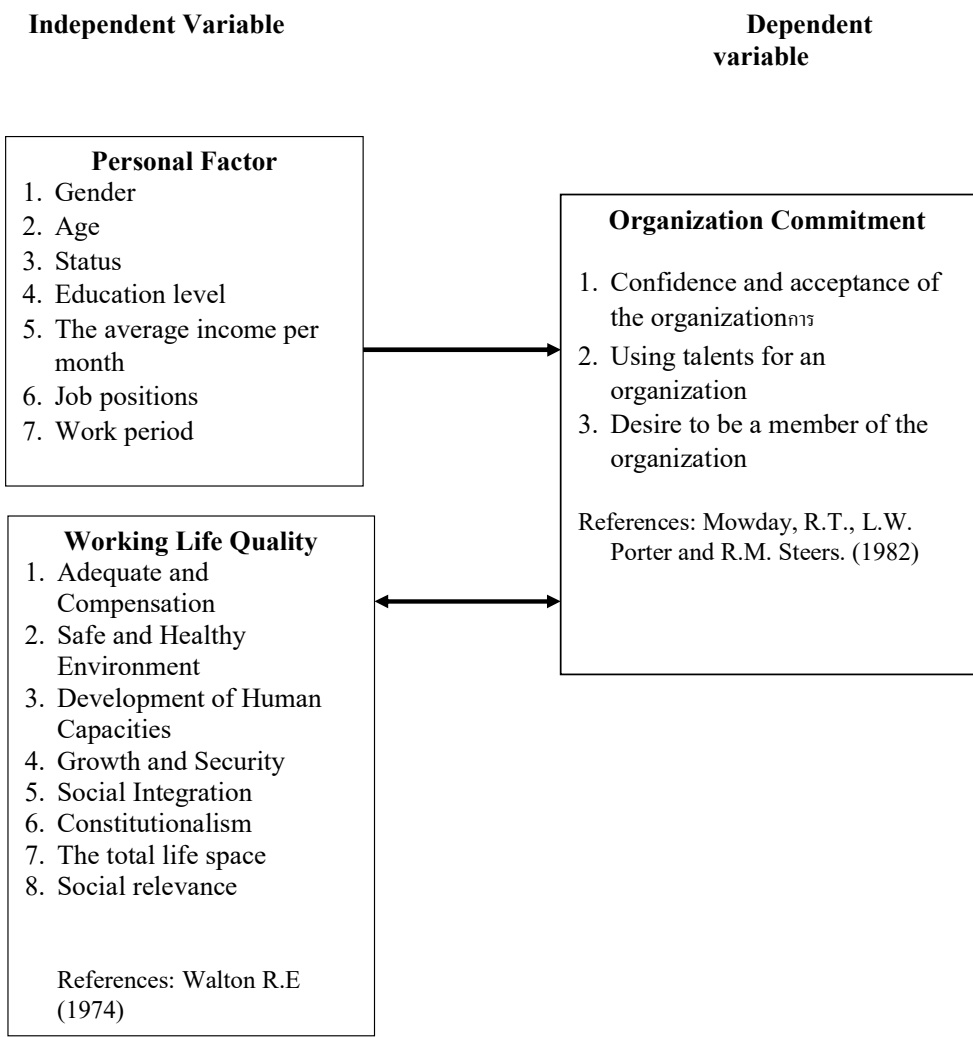 Independent Variable
Dependent
variable
Personal Factor
1. Gender
2. Age
3. Status
4. Education level
5. The average income per
month
6. Job positions
7. Work period
Working Life Quality
1. Adequate and
Compensation
2. Safe and Healthy
Environment
3. Development of Human
Capacities
4. Growth and Security
5. Social Integration
6. Constitutionalism
7. The total life space
8. Social relevance
References: Walton R.E
(1974)
Organization Commitment
1. Confidence and acceptance of
the organizationการ
2. Using talents for an
organization
3. Desire to be a member of the
organization
References: Mowday, R.T., L.W.
Porter and R.M. Steers. (1982)